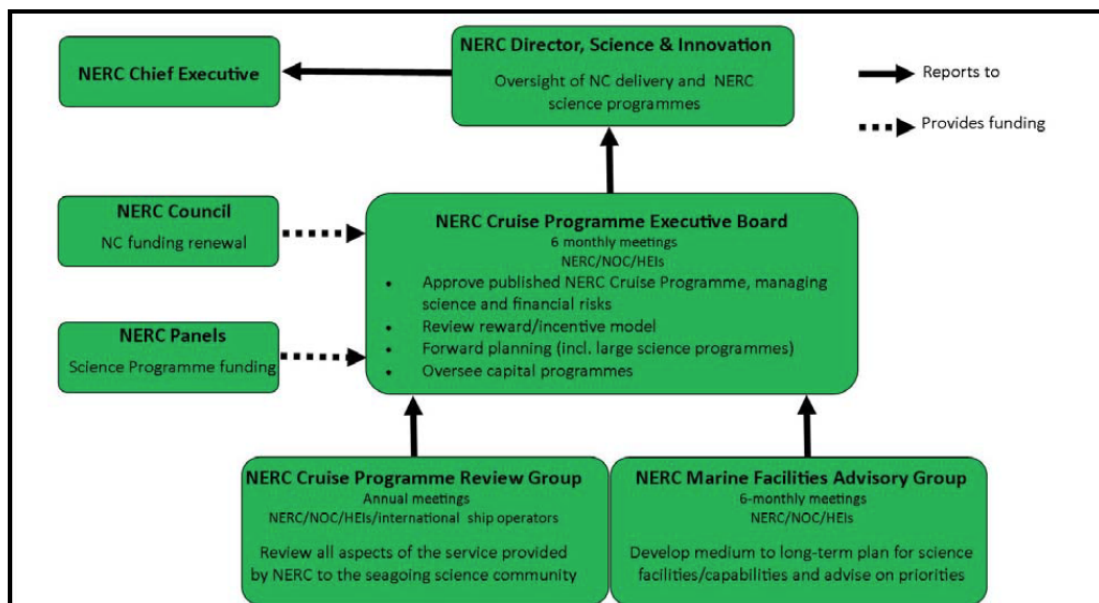 NERC Chief Executive
NERC Director, Science & Innovation
Oversight of NC delivery and NERC
science programmes
Reports to
Provides funding
NERC Council
NC funding renewal
NERC Panels
Science Programme funding
NERC Cruise Programme Executive Board
6 monthly meetings
NERC/NOC/HEIs
• Approve published NERC Cruise Programme, managing
science and financial risks
• Review reward/incentive model
• Forward planning (incl. large science programmes)
• Oversee capital programmes
NERC Cruise Programme Review Group
Annual meetings
NERC/NOC/HEIs/international ship operators
Review all aspects of the service provided
by NERC to the seagoing science community
NERC Marine Facilities Advisory Group
6-monthly meetings
NERC/NOC/HEIs
Develop medium to long-term plan for science
facilities/capabilities and advise on priorities